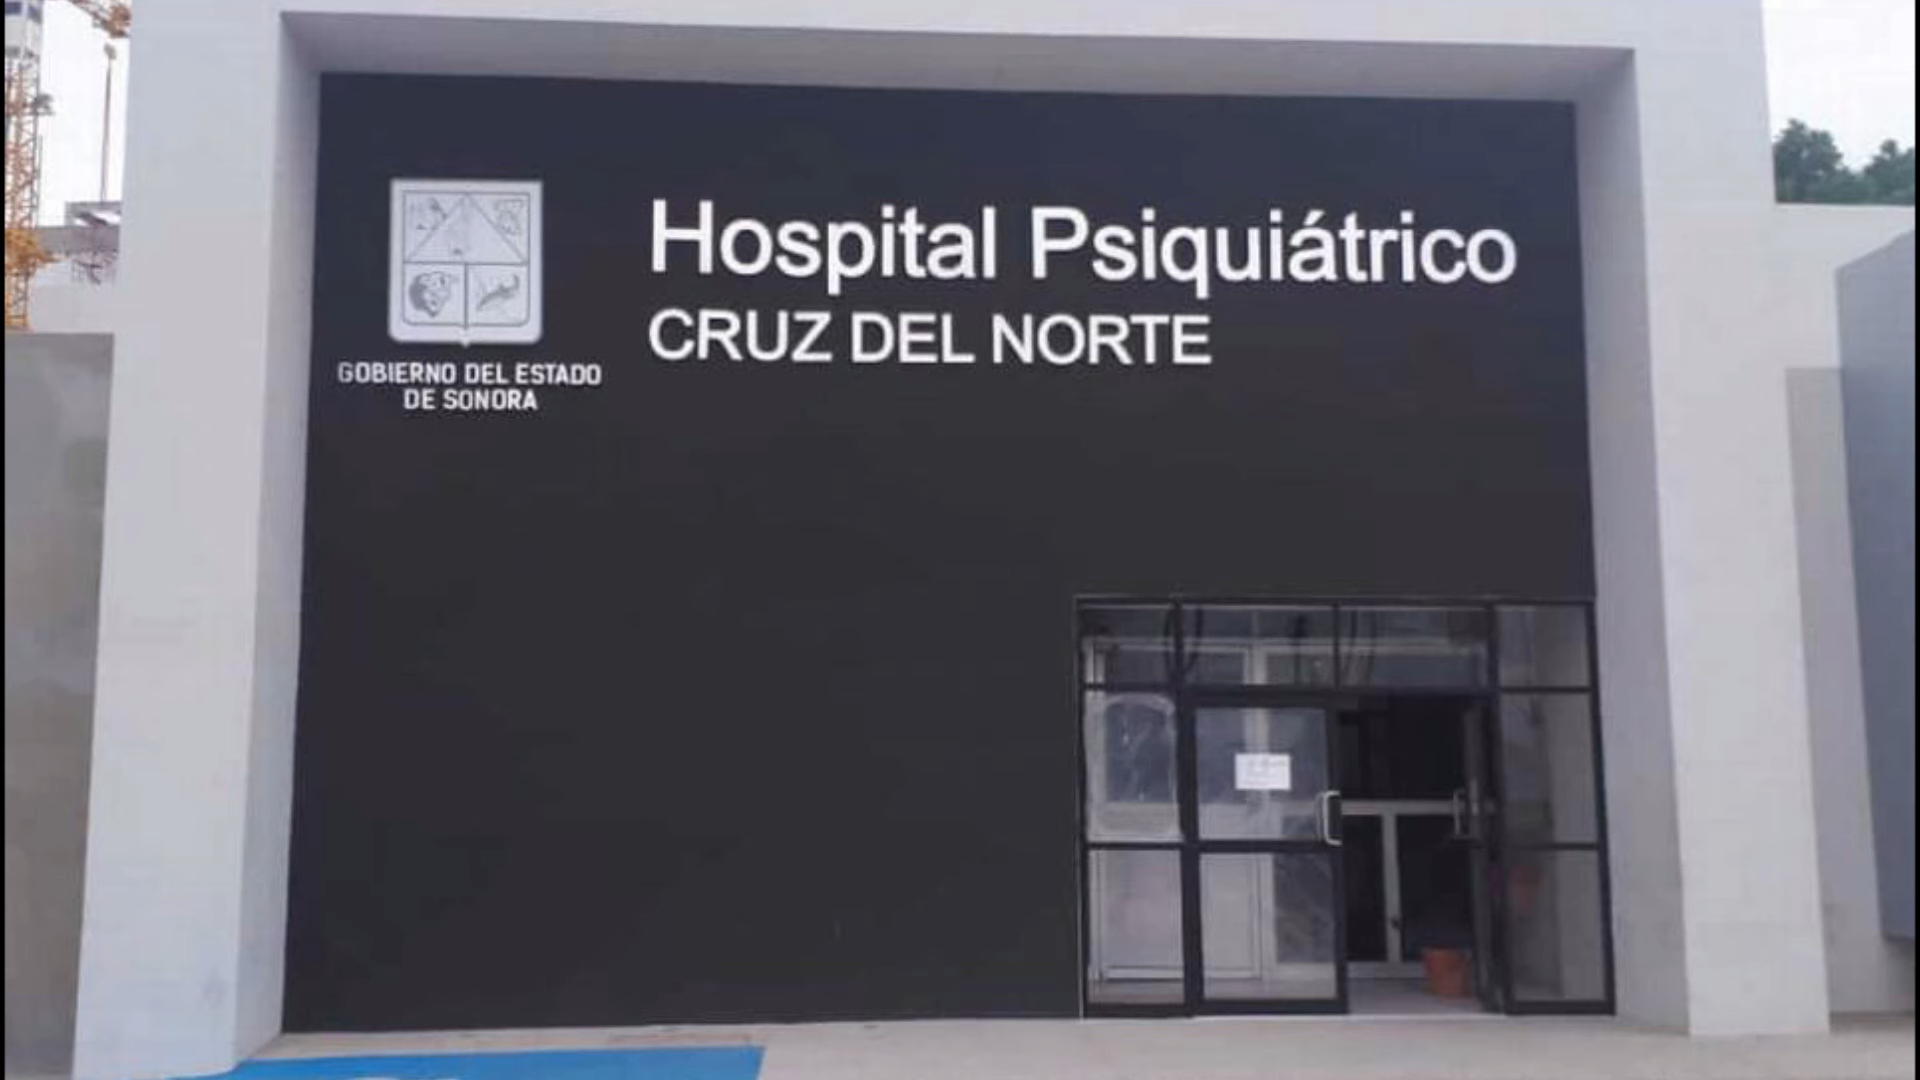 Hospital Psiquiátrico
CRUZ DEL NORTE
GOBIERNO DEL ESTADO
DE SONORA